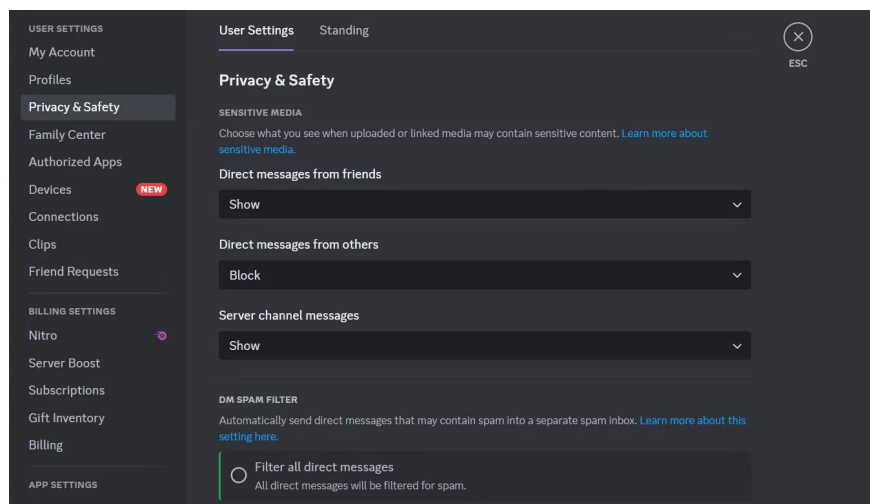 USER SETTINGS
My Account
Profiles
Privacy & Safety
Family Center
Authorized Apps
Devices NEW
Connections
Clips
Friend Requests
BILLING SETTINGS
Nitro
Server Boost
Subscriptions
Gift Inventory
Billing
APP SETTINGS
User Settings Standing
ESC
Privacy & Safety
SENSITIVE MEDIA
Choose what you see when uploaded or linked media may contain sensitive content. Learn more about
sensitive media.
Direct messages from friends
Show
Direct messages from others
Block
Server channel messages
Show
DM SPAM FILTER
Automatically send direct messages that may contain spam into a separate spam inbox. Learn more about this
setting here.
Filter all direct messages
All direct messages will be filtered for spam.